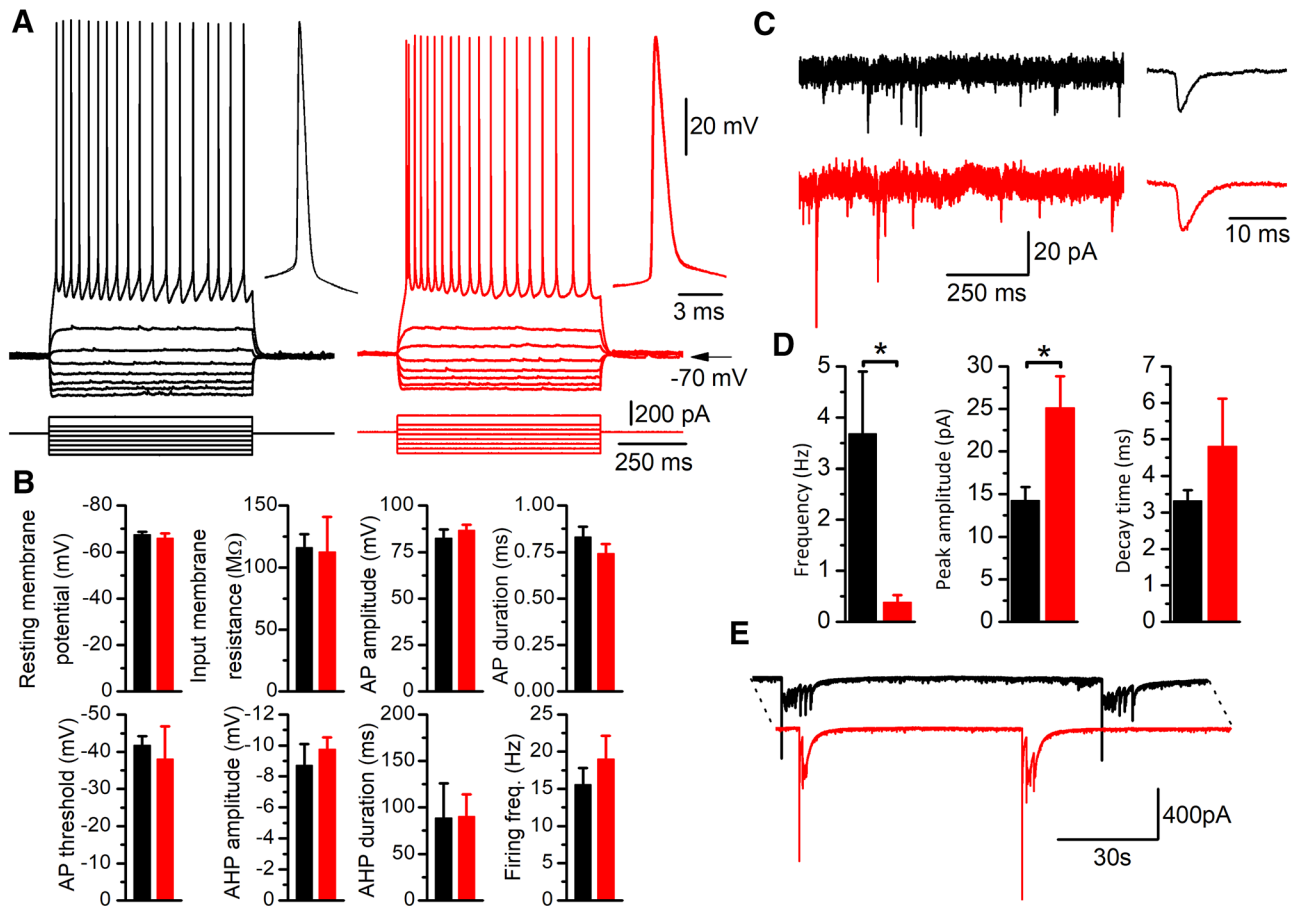 A
20 mV
3 ms
-70 mV
200 pA
250 ms
B
Resting membrane
potential (mV)
-80
-60
-40
-20
0
Input membrane
resistance (MΩ)
150
100
50
0
AP amplitude (mV)
100
75
50
25
0
AP duration (ms)
1.00
0.75
0.50
0.25
0.00
AP threshold (mV)
-50
-40
-30
-20
-10
0
AHP amplitude (mV)
-12
-10
-8
-6
-4
-2
0
AHP duration (ms)
200
150
100
50
0
Firing freq. (Hz)
25
20
15
10
5
0
C
10 ms
20 pA
250 ms
D
Frequency (Hz)
5
4
3
2
1
0
*
Peak amplitude (pA)
30
25
20
15
10
5
0
*
Decay time (ms)
7
6
5
4
3
2
1
0
E
400pA
30s